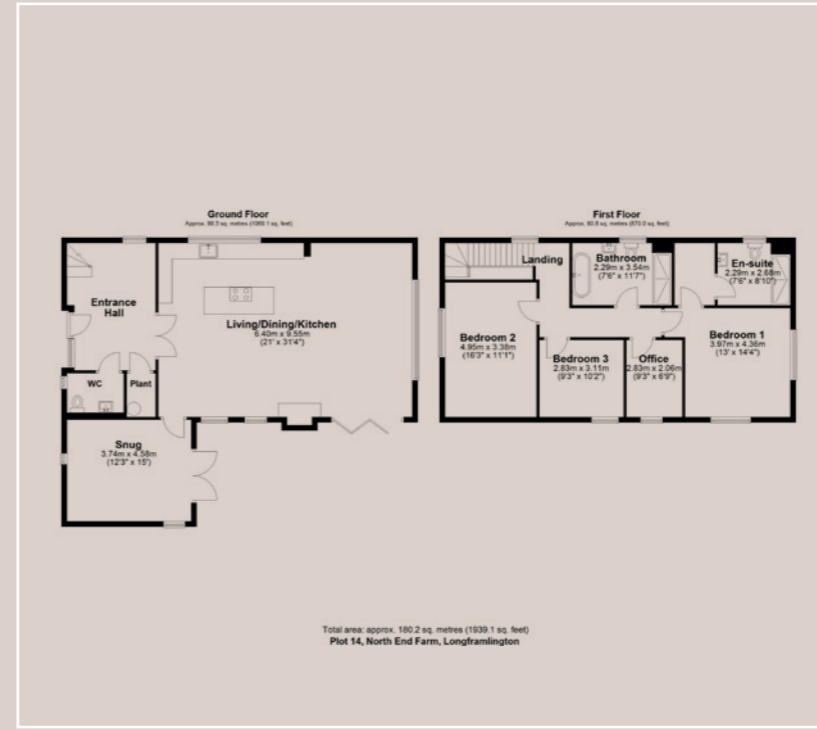 Ground Floor
Approx. 99.3 sq. metres (1069.1 sq. feet)
Entrance
Hall
Living/Dining/Kitchen
6.40m x 9.55m
(21' x 31'4")
WC
Plant
Snug
3.74m x 4.58m
(12'3" x 15')
First Floor
Approx. 80.8 sq. metres (870.0 sq. feet)
Landing
Bathroom
2.29m x 3.54m
(7'6" x 11'7")
En-suite
2.29m x 2.68m
(7'6" x 8'10")
Bedroom 2
4.95m x 3.38m
(16'3" x 11'1")
Bedroom 3
2.83m x 3.11m
(9'3" x 10'2")
Office
2.83m x 2.06m
(9'3" x 6'9")
Bedroom 1
3.97m x 4.36m
(13' x 14'4")
Total area: approx. 180.2 sq. metres (1939.1 sq. feet)
Plot 14, North End Farm, Longframlington